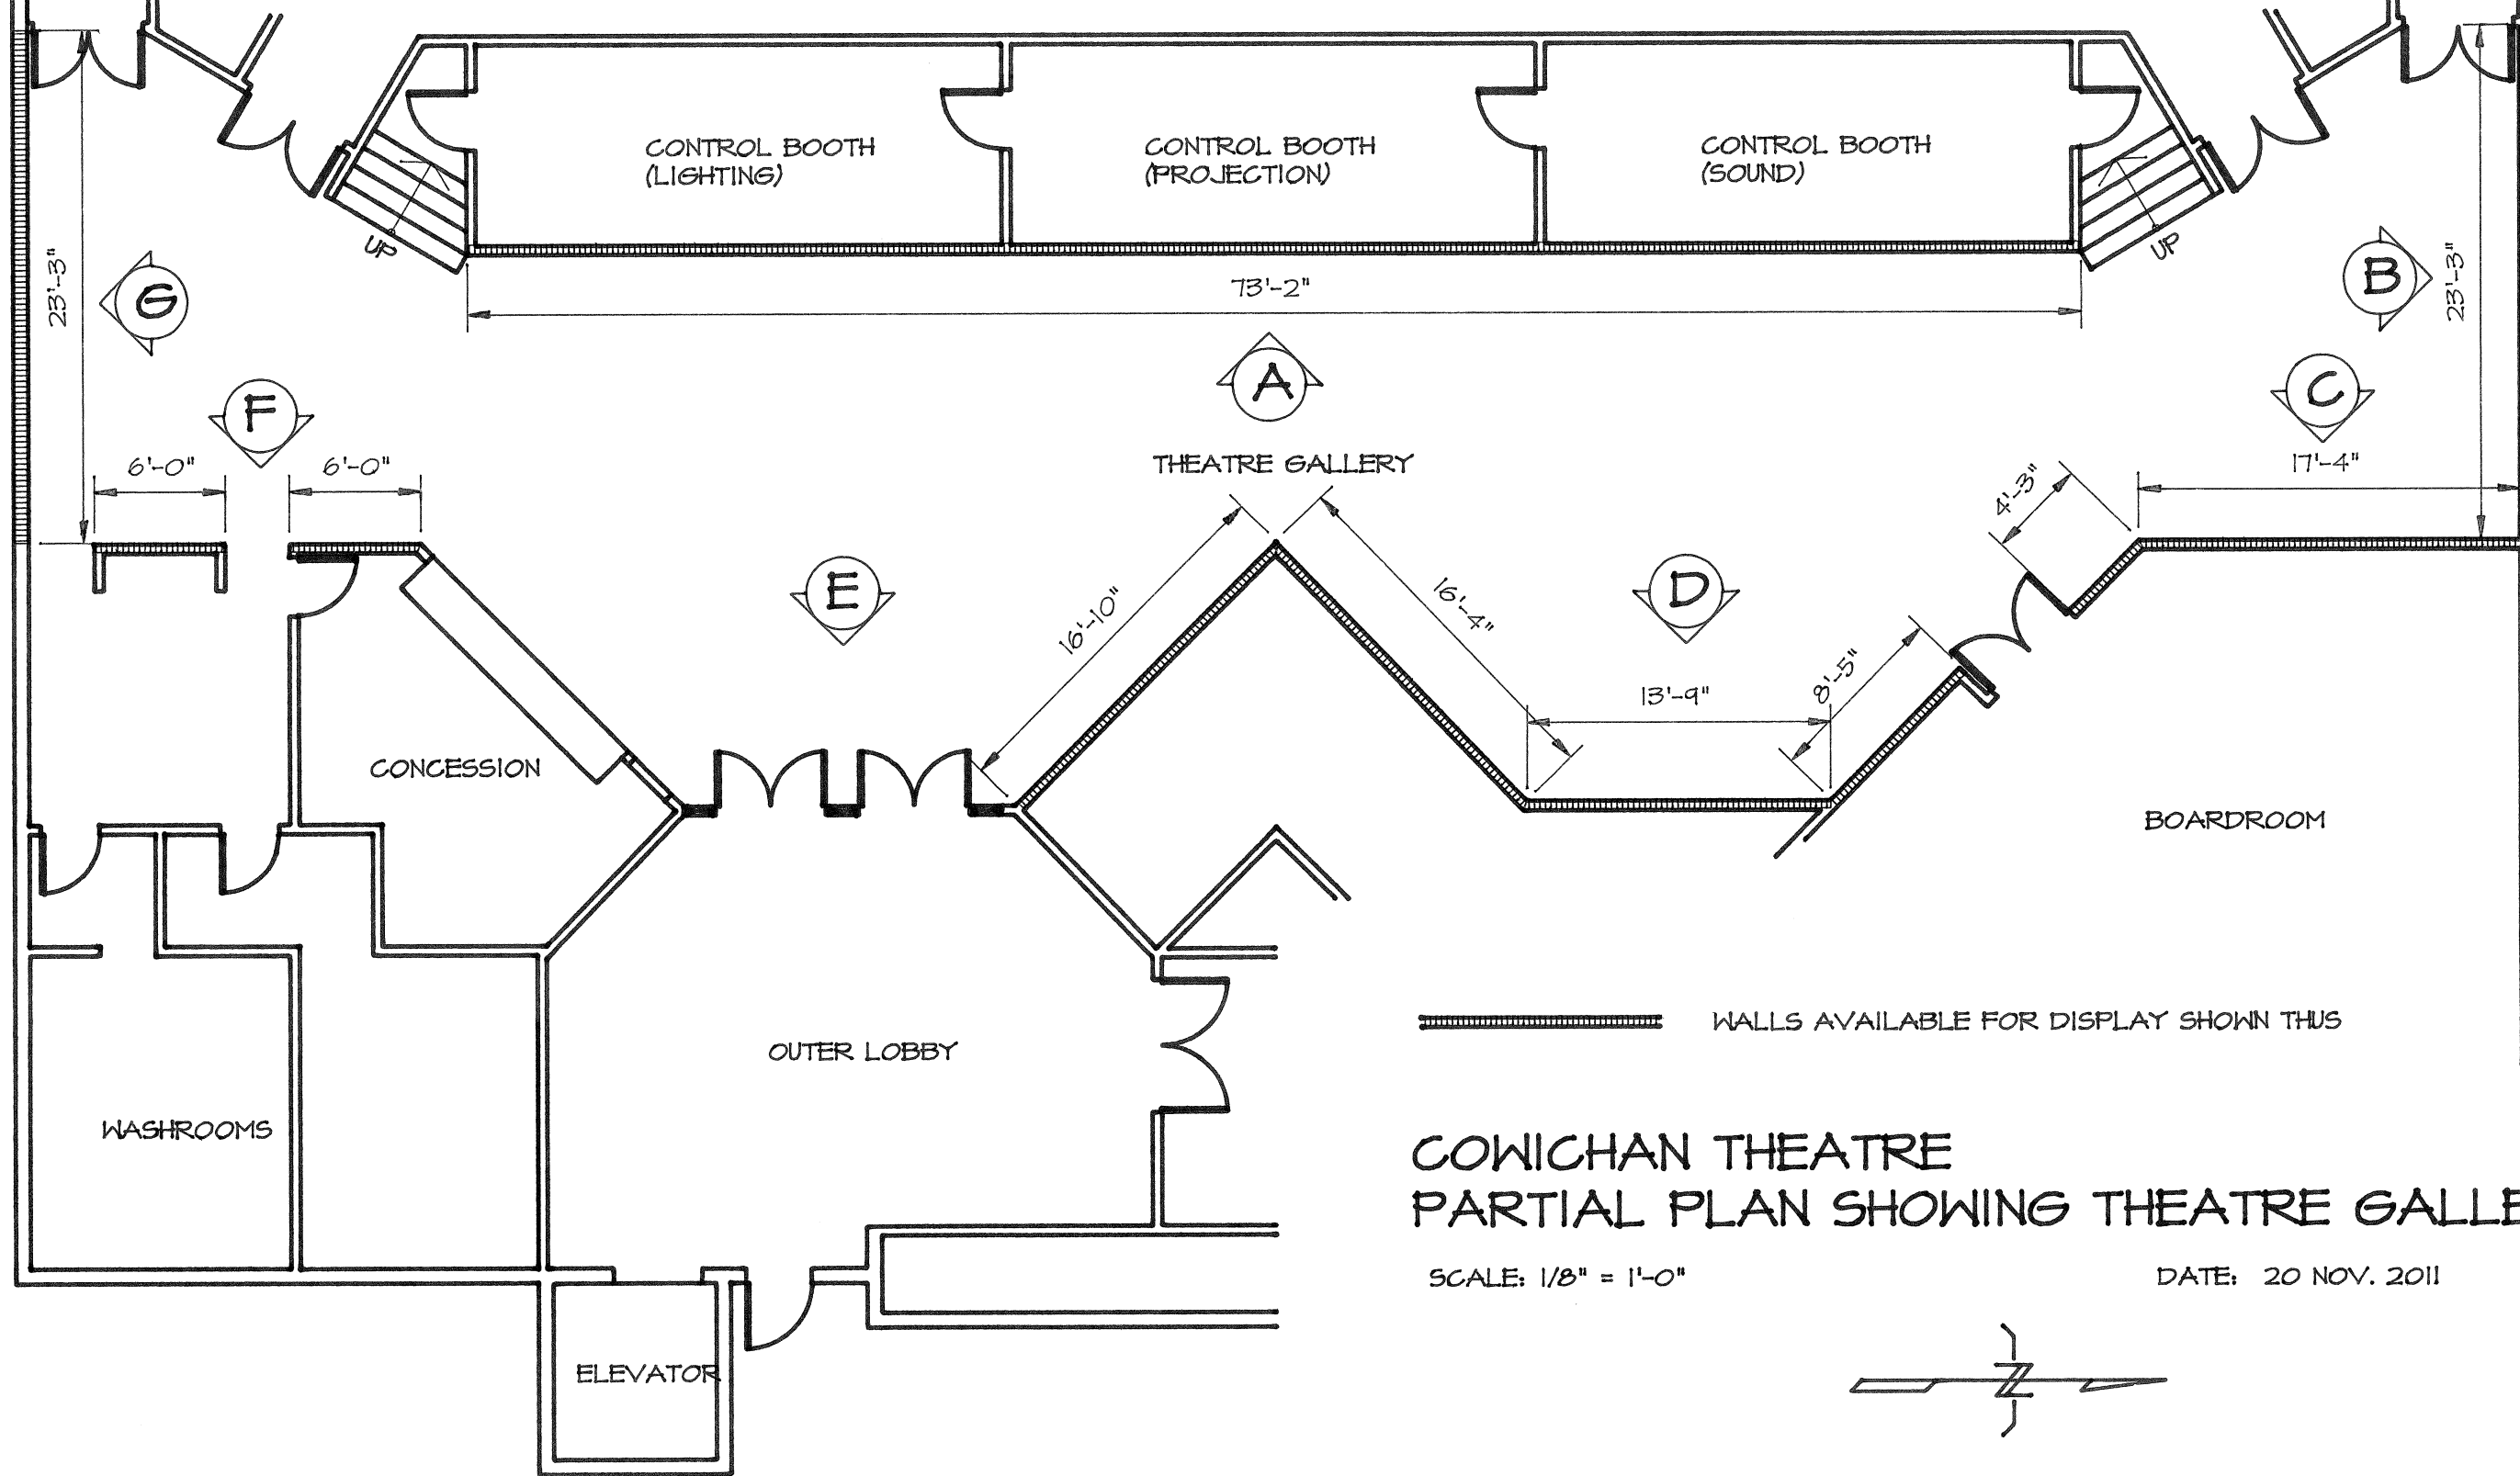 CONTROL BOOTH
(LIGHTING)
CONTROL BOOTH
(PROJECTION)
CONTROL BOOTH
(SOUND)
UP
UP
23'-3"
G
73'-2"
B
23'-3"
A
F
C
6'-0"
6'-0"
THEATRE GALLERY
17'-4"
4'-3"
E
D
16'-10"
16'-4"
13'-9"
8'-5"
CONCESSION
BOARDROOM
WALLS AVAILABLE FOR DISPLAY SHOWN THUS
OUTER LOBBY
WASHROOMS
COWICHAN THEATRE
PARTIAL PLAN SHOWING THEATRE GALLE
SCALE: 1/8" = 1'-0"
DATE: 20 NOV. 2011
ELEVATOR
N